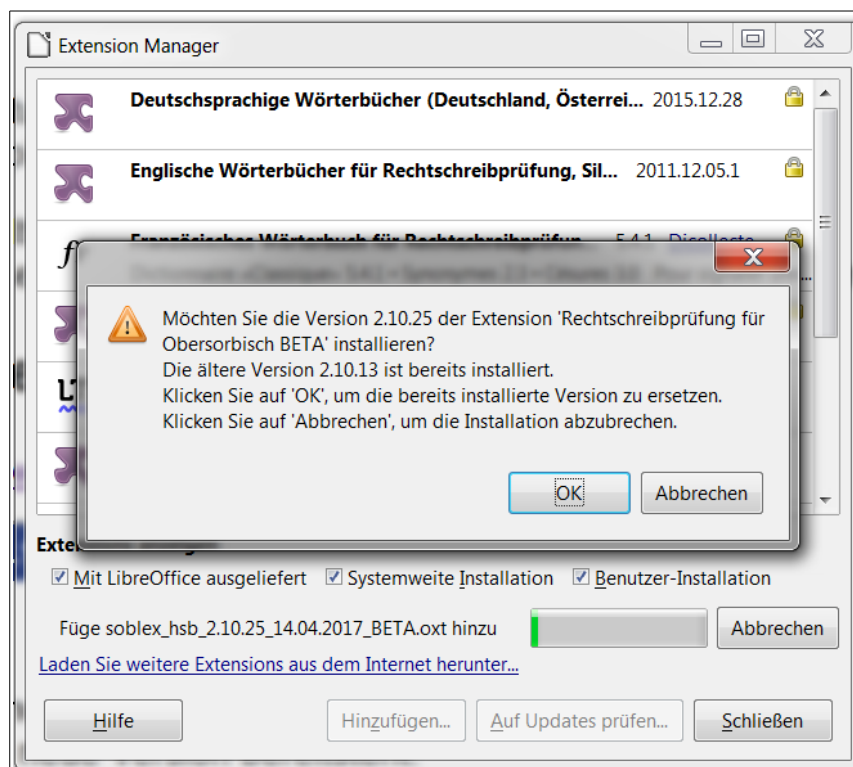 Extension Manager
Deutschsprachige Wörterbücher (Deutschland, Österrei... 2015.12.28
Englische Wörterbücher für Rechtschreibprüfung, Sil... 2011.12.05.1
Französisches Wörterbuch für Rechtschreibprüfun... 5.4.1 Dicollecte
Möchten Sie die Version 2.10.25 der Extension 'Rechtschreibprüfung für
Obersorbisch BETA' installieren?
Die ältere Version 2.10.13 ist bereits installiert.
Klicken Sie auf 'OK', um die bereits installierte Version zu ersetzen.
Klicken Sie auf 'Abbrechen', um die Installation abzubrechen.
OK Abbrechen
Mit LibreOffice ausgeliefert Systemweite Installation Benutzer-Installation
Füge soblex_hsb_2.10.25_14.04.2017_BETA.oxt hinzu Abbrechen
Laden Sie weitere Extensions aus dem Internet herunter...
Hilfe Hinzufügen... Auf Updates prüfen... Schließen